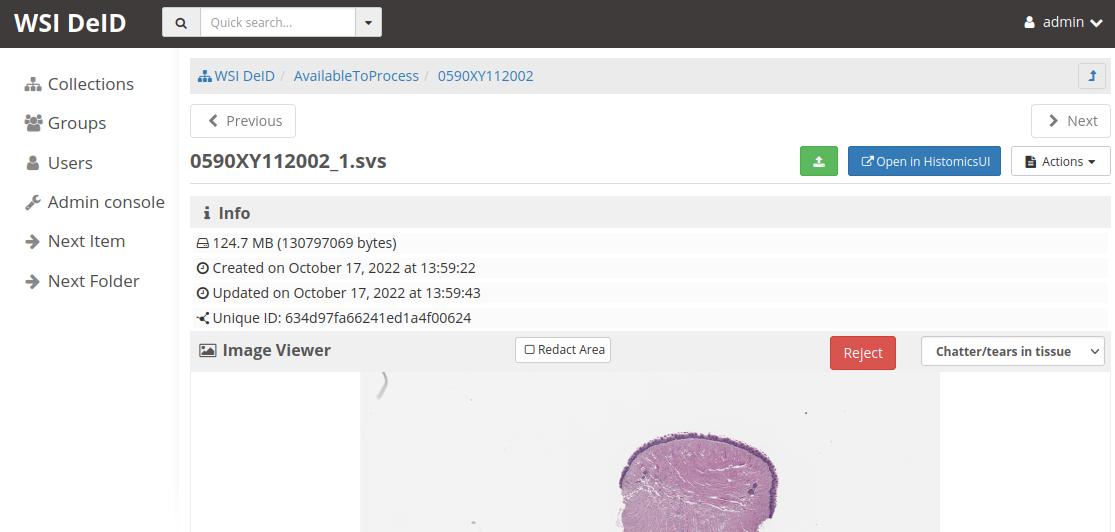 WSI DeID
Quick search...
admin
Collections
Groups
Users
Admin console
Next Item
Next Folder
WSI DeID / AvailableToProcess / 0590XY112002
Previous
Next
0590XY112002_1.svs
Open in HistomicsUI
Actions
Info
124.7 MB (130797069 bytes)
Created on October 17, 2022 at 13:59:22
Updated on October 17, 2022 at 13:59:43
Unique ID: 634d97fa66241ed1a4f00624
Image Viewer
Redact Area
Reject
Chatter/tears in tissue